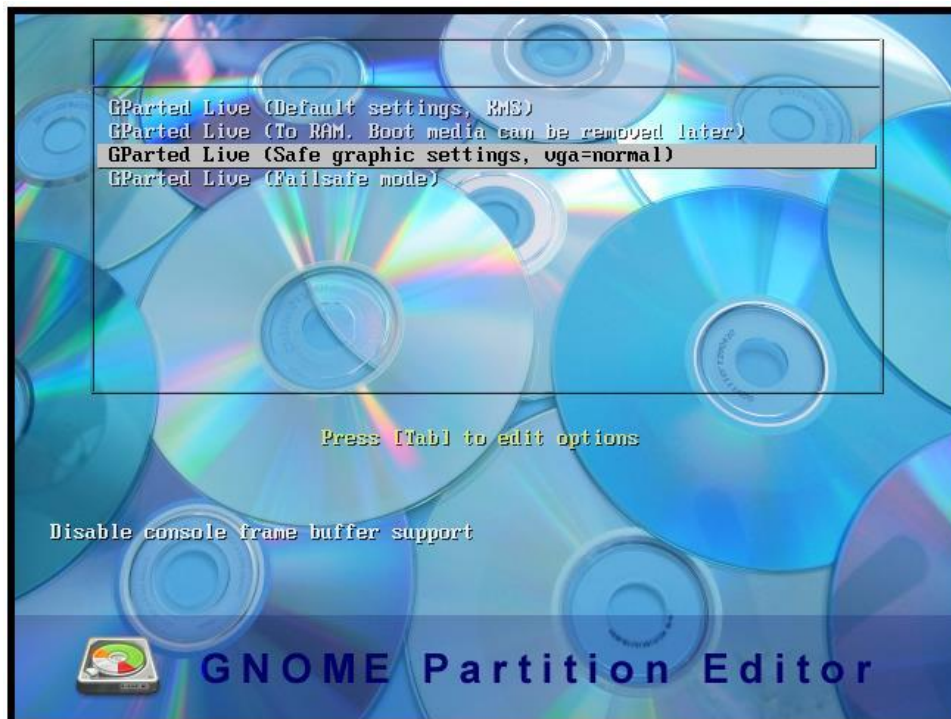 GParted Live (Default settings, KMS)
GParted Live (To RAM. Boot media can be removed later)
GParted Live (Safe graphic settings, vga=normal)
GParted Live (Failsafe mode)
Press [Tab] to edit options
Disable console frame buffer support
GNOME Partition Editor